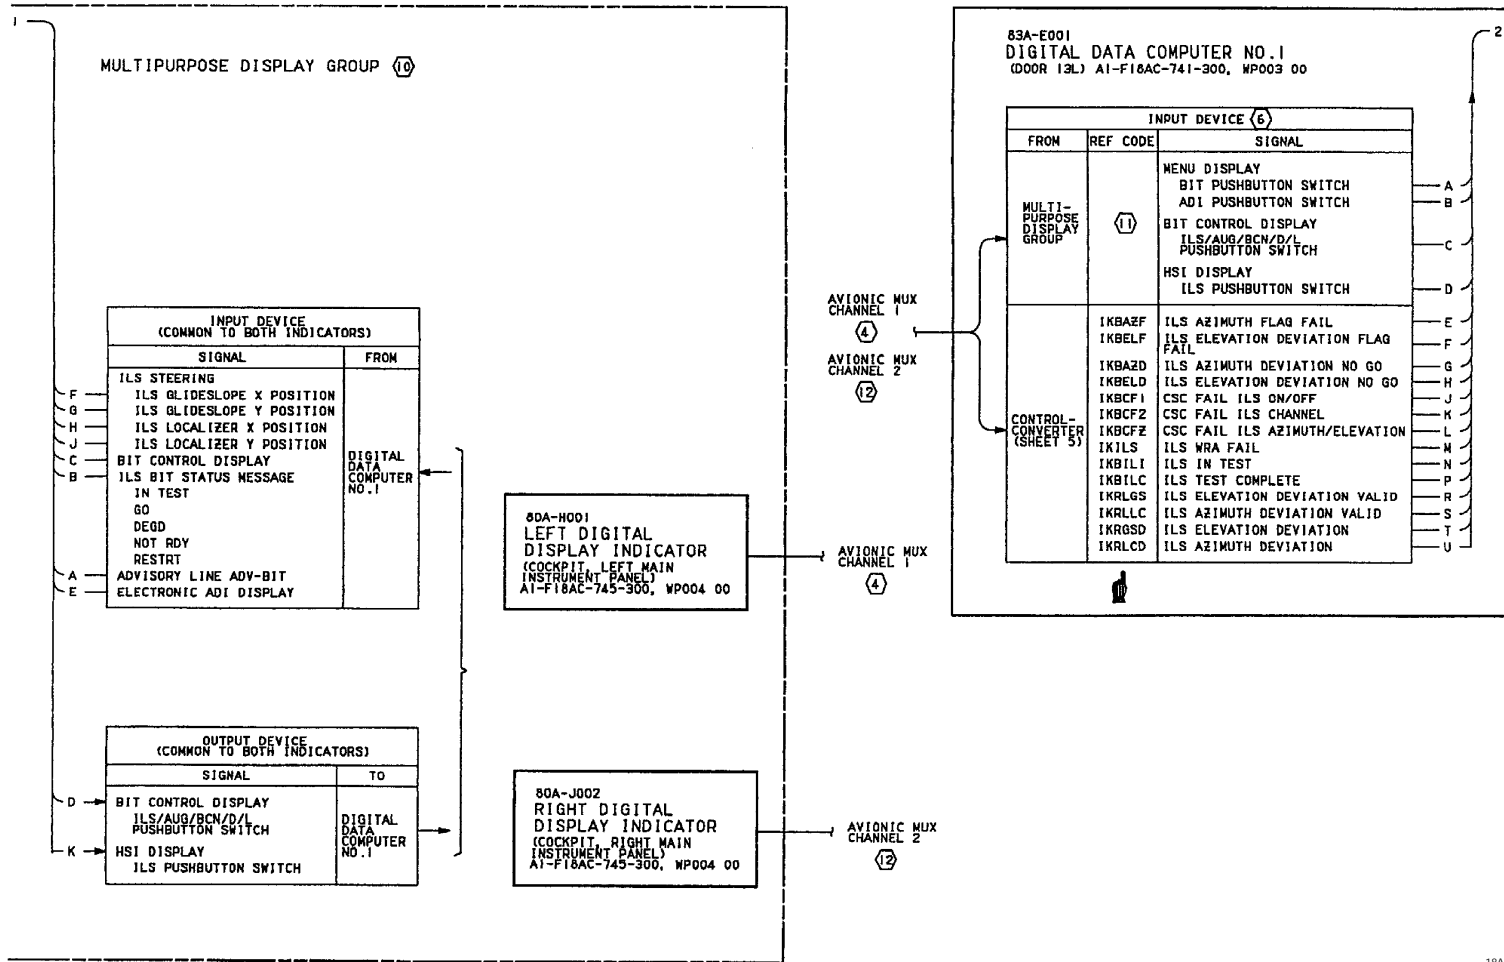 1
MULTIPURPOSE DISPLAY GROUP 10
INPUT DEVICE
(COMMON TO BOTH INDICATORS)
SIGNAL FROM
ILS STEERING
F ILS GLIDESLOPE X POSITION
G ILS GLIDESLOPE Y POSITION
H ILS LOCALIZER X POSITION
J ILS LOCALIZER Y POSITION
C BIT CONTROL DISPLAY
B ILS BIT STATUS MESSAGE
IN TEST
GO
DEGD
NOT RDY
RESTRT
A ADVISORY LINE ADV-BIT
E ELECTRONIC ADI DISPLAY
DIGITAL
DATA
COMPUTER
NO.1
OUTPUT DEVICE
(COMMON TO BOTH INDICATORS)
SIGNAL TO
D BIT CONTROL DISPLAY
ILS/AUG/BCN/D/L
PUSHBUTTON SWITCH
K HSI DISPLAY
ILS PUSHBUTTON SWITCH
DIGITAL
DATA
COMPUTER
NO.1
80A-H001
LEFT DIGITAL
DISPLAY INDICATOR
(COCKPIT, LEFT MAIN
INSTRUMENT PANEL)
A1-F18AC-745-300, WP004 00
AVIONIC MUX
CHANNEL 1
4
80A-J002
RIGHT DIGITAL
DISPLAY INDICATOR
(COCKPIT, RIGHT MAIN
INSTRUMENT PANEL)
A1-F18AC-745-300, WP004 00
AVIONIC MUX
CHANNEL 2
12
AVIONIC MUX
CHANNEL 1
4
AVIONIC MUX
CHANNEL 2
12
83A-E001
DIGITAL DATA COMPUTER NO.1
(DOOR 13L) A1-F18AC-741-300, WP003 00
2
INPUT DEVICE 6
FROM REF CODE SIGNAL
MULTI-
PURPOSE
DISPLAY
GROUP
11
MENU DISPLAY
BIT PUSHBUTTON SWITCH A
ADI PUSHBUTTON SWITCH B
BIT CONTROL DISPLAY
ILS/AUG/BCN/D/L
PUSHBUTTON SWITCH C
HSI DISPLAY
ILS PUSHBUTTON SWITCH D
CONTROL-
CONVERTER
(SHEET 5)
IKBAZF ILS AZIMUTH FLAG FAIL E
IKBELF ILS ELEVATION DEVIATION FLAG
FAIL F
IKBAZD ILS AZIMUTH DEVIATION NO GO G
IKBELD ILS ELEVATION DEVIATION NO GO H
IKBCF1 CSC FAIL ILS ON/OFF J
IKBCF2 CSC FAIL ILS CHANNEL K
IKBCFZ CSC FAIL ILS AZIMUTH/ELEVATION L
IKILS ILS WRA FAIL M
IKBILI ILS IN TEST N
IKBILC ILS TEST COMPLETE P
IKRLGS ILS ELEVATION DEVIATION VALID R
IKRLLC ILS AZIMUTH DEVIATION VALID S
IKRGSD ILS ELEVATION DEVIATION T
IKRLCD ILS AZIMUTH DEVIATION U